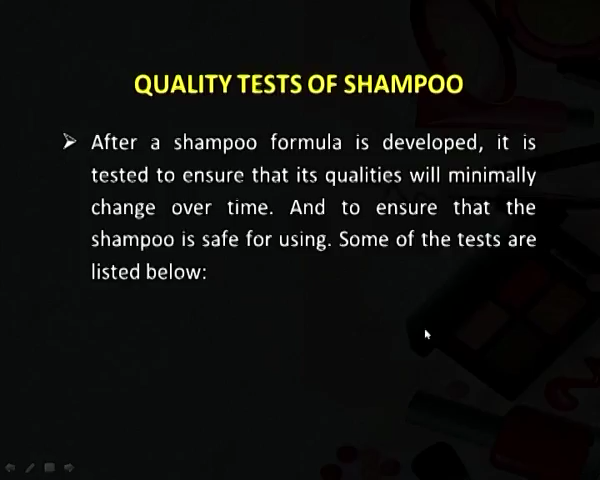 QUALITY TESTS OF SHAMPOO
After a shampoo formula is developed, it is
tested to ensure that its qualities will minimally
change over time. And to ensure that the
shampoo is safe for using. Some of the tests are
listed below: